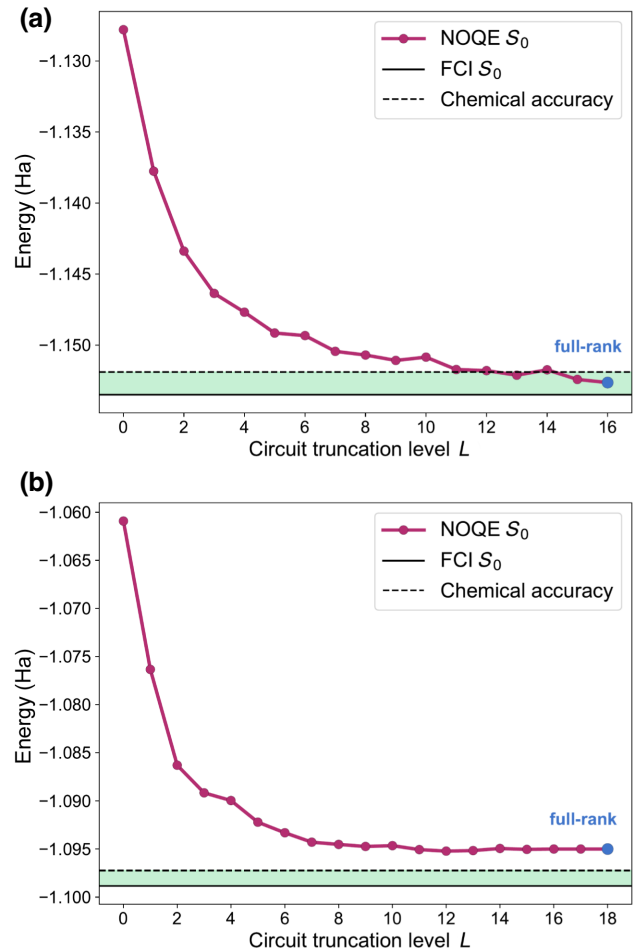 (a)
NOQE S₀
FCI S₀
Chemical accuracy
Energy (Ha)
−1.130
−1.135
−1.140
−1.145
−1.150
full-rank
0 2 4 6 8 10 12 14 16
Circuit truncation level L
(b)
NOQE S₀
FCI S₀
Chemical accuracy
Energy (Ha)
−1.060
−1.065
−1.070
−1.075
−1.080
−1.085
−1.090
−1.095
−1.100
full-rank
0 2 4 6 8 10 12 14 16 18
Circuit truncation level L